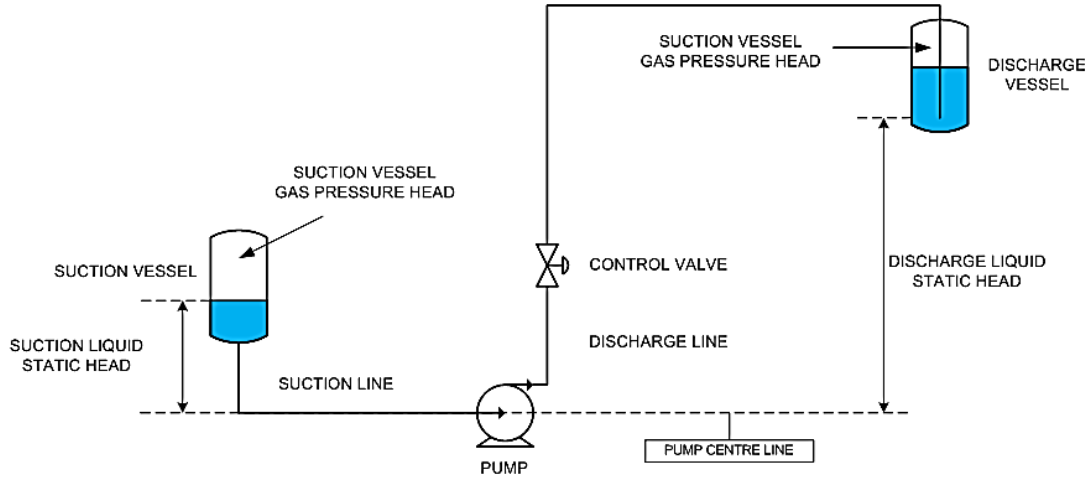 SUCTION VESSEL
GAS PRESSURE HEAD
DISCHARGE
VESSEL
SUCTION VESSEL
GAS PRESSURE HEAD
SUCTION VESSEL
CONTROL VALVE
DISCHARGE LIQUID
STATIC HEAD
SUCTION LIQUID
STATIC HEAD
DISCHARGE LINE
SUCTION LINE
PUMP CENTRE LINE
PUMP